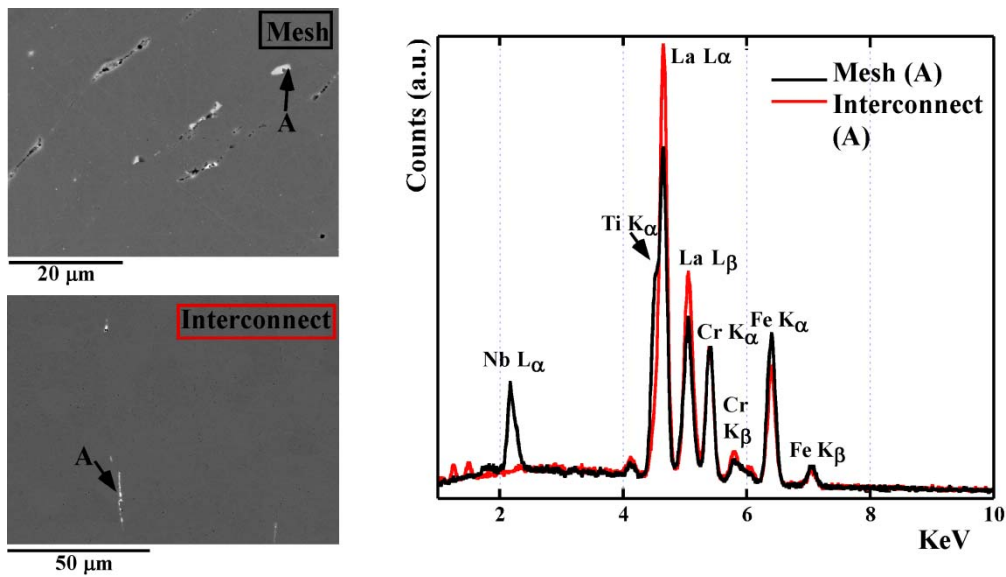 Mesh
A
20 μm
Interconnect
A
50 μm
Counts (a.u.)
La Lα
Mesh (A)
Interconnect
(A)
Ti Kα
La Lβ
Cr Kα
Fe Kα
Nb Lα
Cr
Kβ
Fe Kβ
2
4
6
8
10
KeV